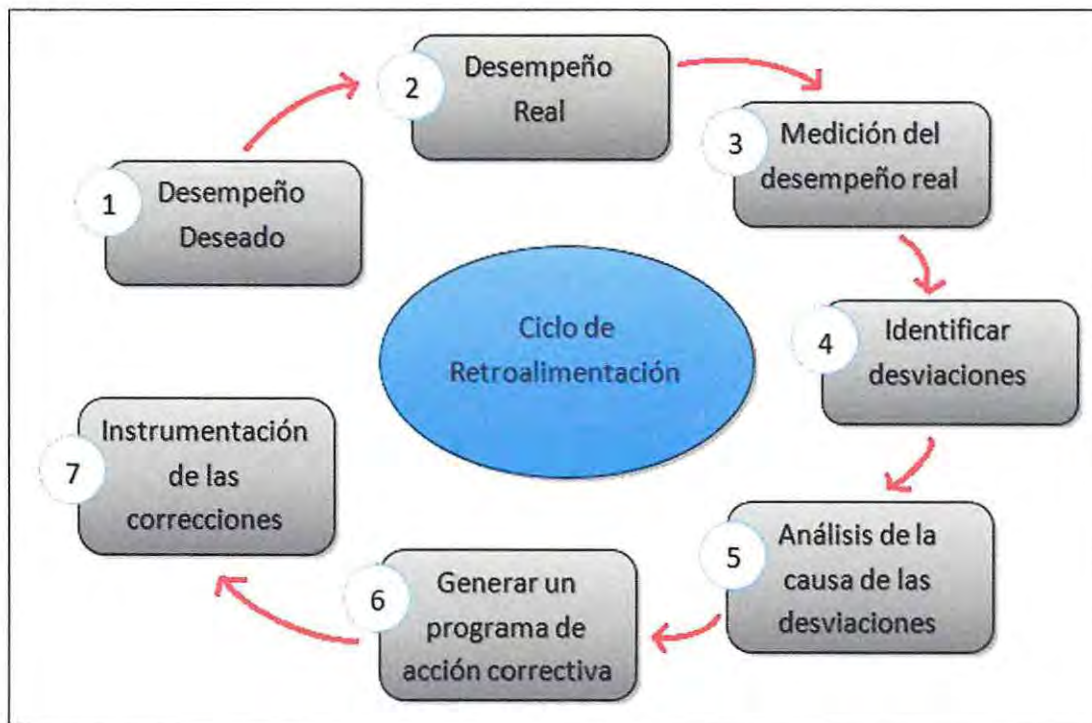 1
Desempeño
Deseado
2
Desempeño
Real
3
Medición del
desempeño real
4
Identificar
desviaciones
5
Análisis de la
causa de las
desviaciones
6
Generar un
programa de
acción correctiva
7
Instrumentación
de las
correcciones
Ciclo de
Retroalimentación